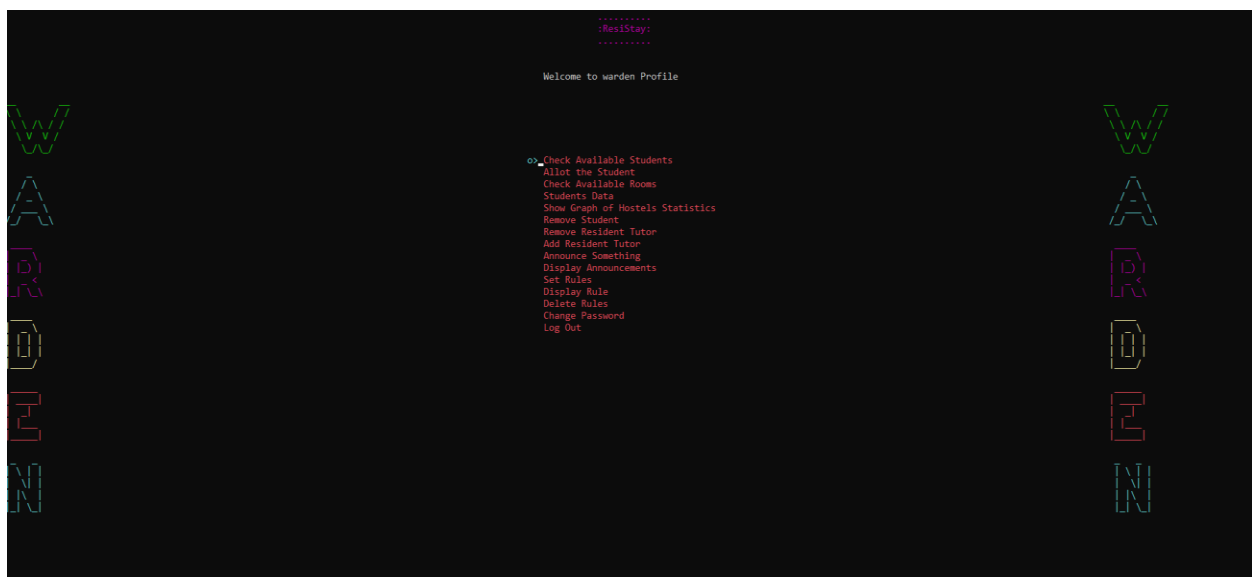 :ResiStay:
Welcome to warden Profile
o> Check Available Students
Allot the Student
Check Available Rooms
Students Data
Show Graph of Hostels Statistics
Remove Student
Remove Resident Tutor
Add Resident Tutor
Announce Something
Display Announcements
Set Rules
Display Rule
Delete Rules
Change Password
Log Out
W
A
R
D
E
N
W
A
R
D
E
N